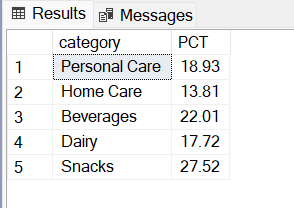 Results Messages
category PCT
1 Personal Care 18.93
2 Home Care 13.81
3 Beverages 22.01
4 Dairy 17.72
5 Snacks 27.52